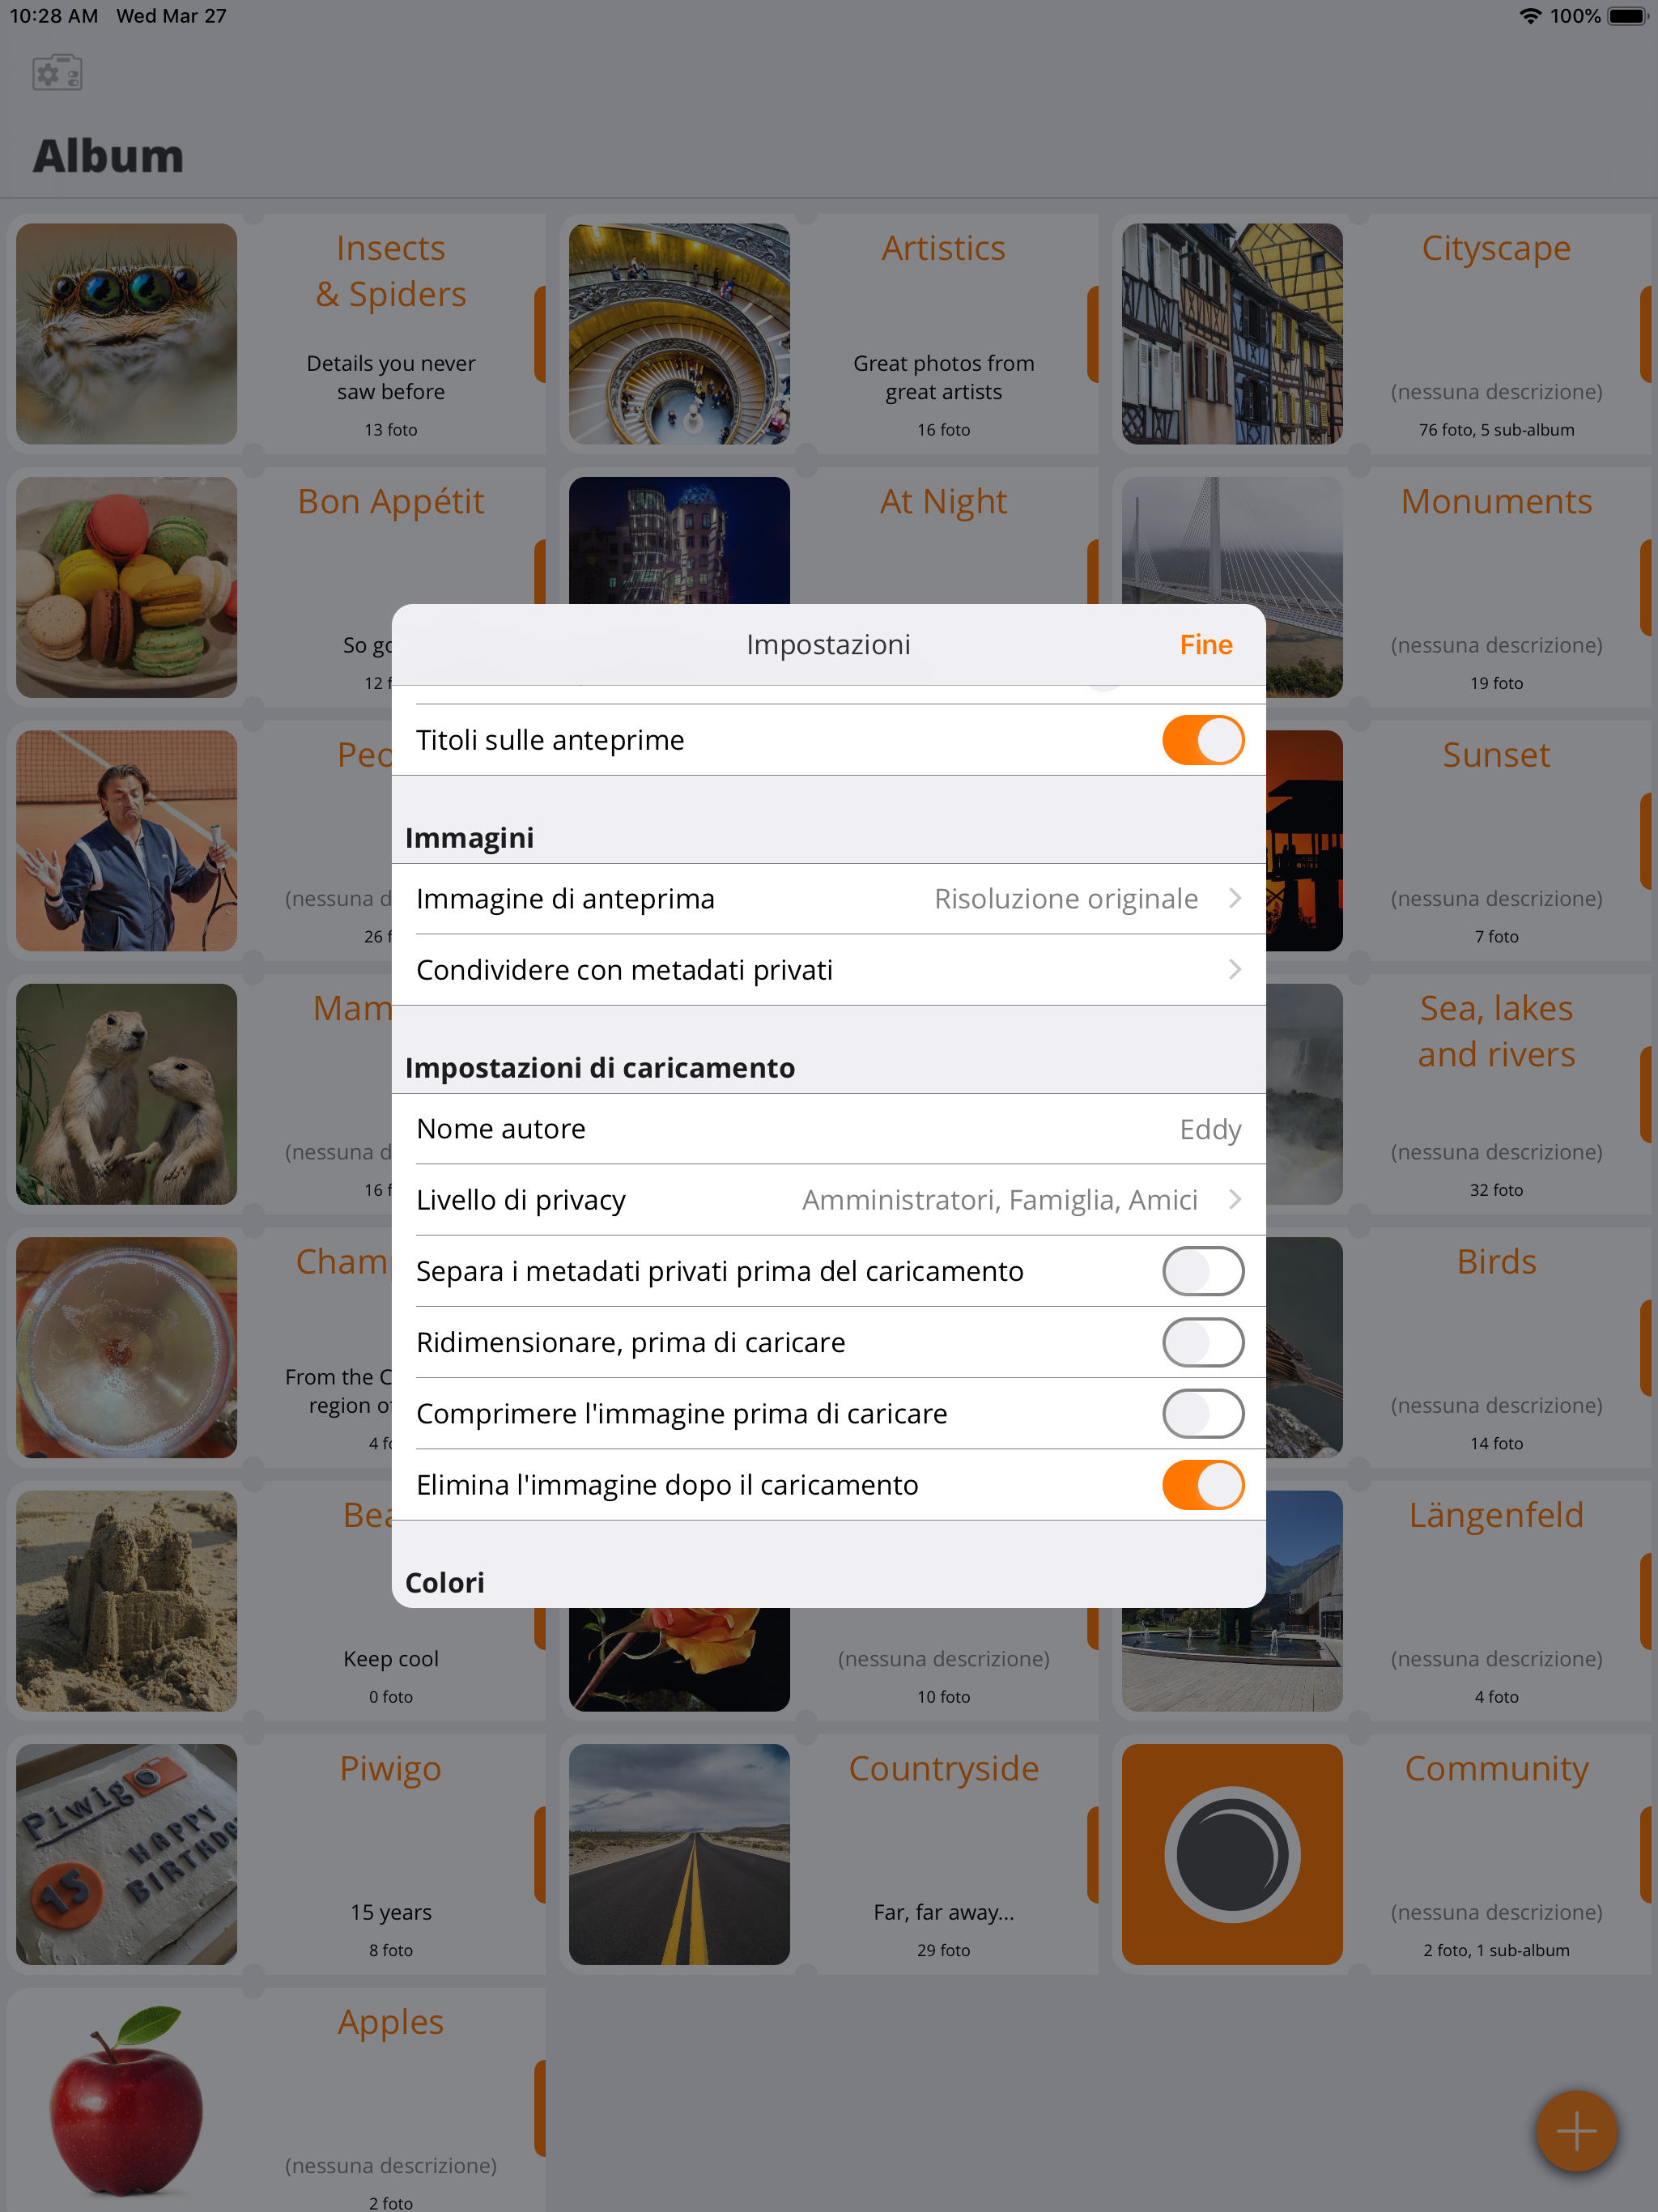 10:28 AM Wed Mar 27
100%
Album
Insects
& Spiders
Details you never
saw before
13 foto
Artistics
Great photos from
great artists
16 foto
Cityscape
(nessuna descrizione)
76 foto, 5 sub-album
Bon Appétit
So
12
At Night
Monuments
(nessuna descrizione)
19 foto
Impostazioni
Fine
Titoli sulle anteprime
Immagini
Immagine di anteprima Risoluzione originale
Condividere con metadati privati
Impostazioni di caricamento
Nome autore Eddy
Livello di privacy Amministratori, Famiglia, Amici
Separa i metadati privati prima del caricamento
Ridimensionare, prima di caricare
Comprimere l'immagine prima di caricare
Elimina l'immagine dopo il caricamento
Colori
(nessuna
26
Sunset
(nessuna descrizione)
7 foto
(nessuna
16
Sea, lakes
and rivers
(nessuna descrizione)
32 foto
From the
region
4
Birds
(nessuna descrizione)
14 foto
Keep cool
0 foto
(nessuna descrizione)
10 foto
Längenfeld
(nessuna descrizione)
4 foto
Piwigo
HAPPY
15
Piwigo
15 years
8 foto
Countryside
Far, far away...
29 foto
Community
(nessuna descrizione)
2 foto, 1 sub-album
Apples
(nessuna descrizione)
2 foto